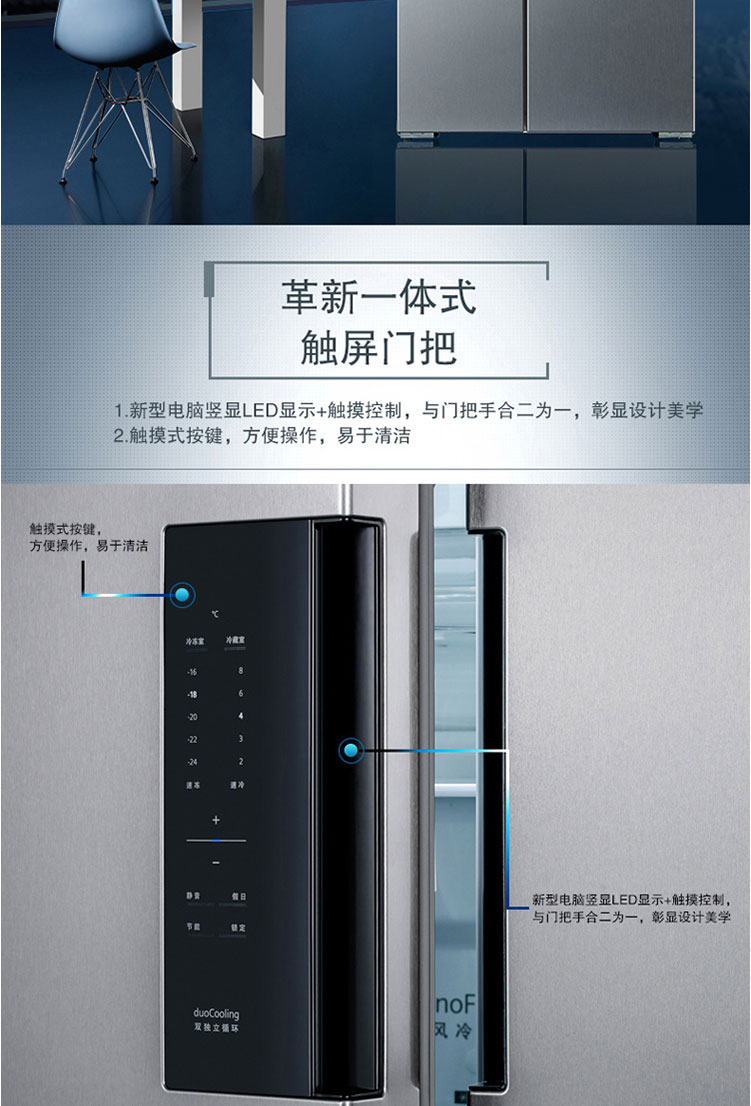 革新一体式
触屏门把
1.新型电脑竖显LED显示+触摸控制，与门把手合二为一，彰显设计美学
2.触摸式按键，方便操作，易于清洁
触摸式按键，
方便操作，易于清洁
℃
冷冻室 冷藏室
-16 8
-18 6
-20 4
-22 3
-24 2
速冻 速冷
+
−
静音 假日
节能 锁定
新型电脑竖显LED显示+触摸控制，
与门把手合二为一，彰显设计美学
duoCooling
双独立循环
noF
风冷